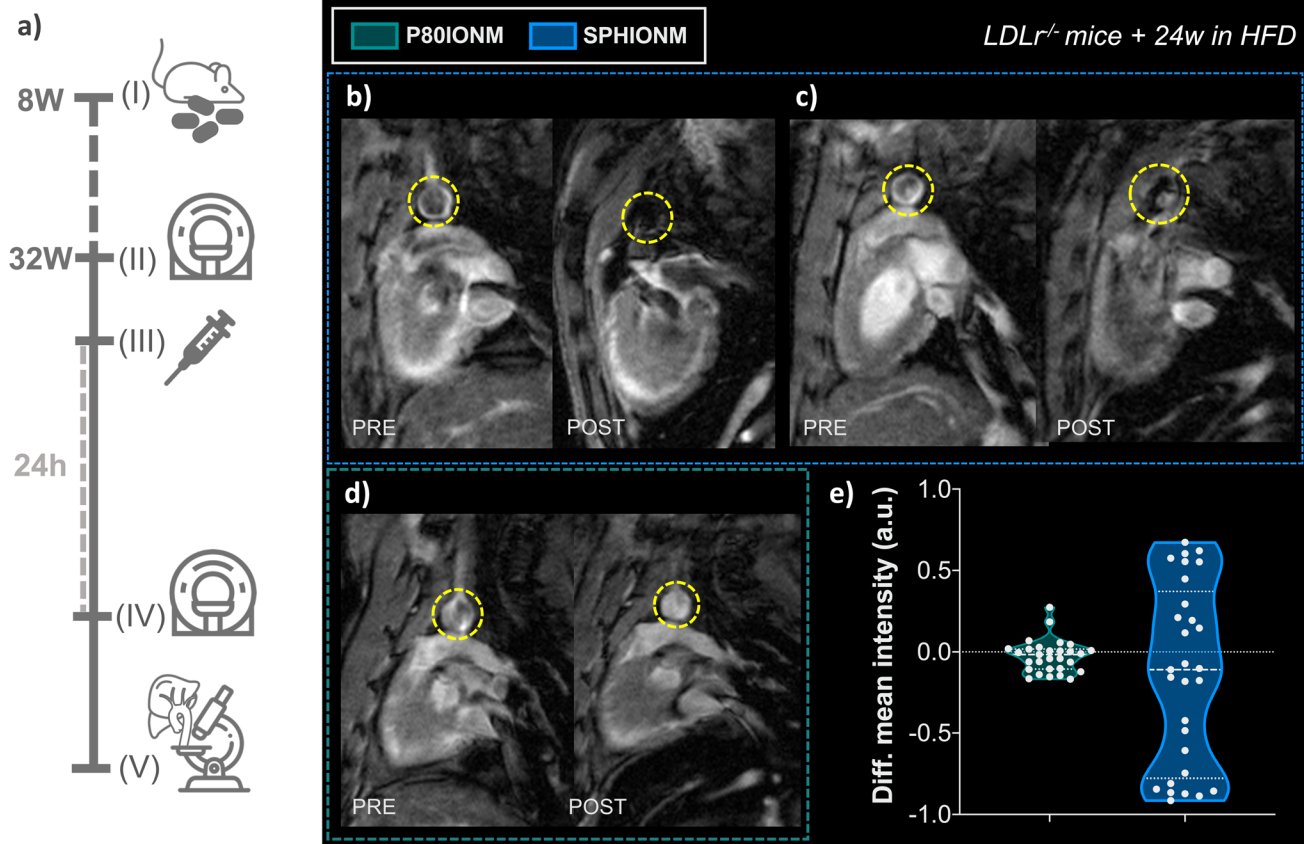 a)
8W
(I)
32W
(II)
(III)
24h
(IV)
(V)
P80IONM
SPHIONM
LDLr-/- mice + 24w in HFD
b)
PRE
POST
c)
PRE
POST
d)
PRE
POST
e)
Diff. mean intensity (a.u.)
1.0
0.5
0.0
-0.5
-1.0